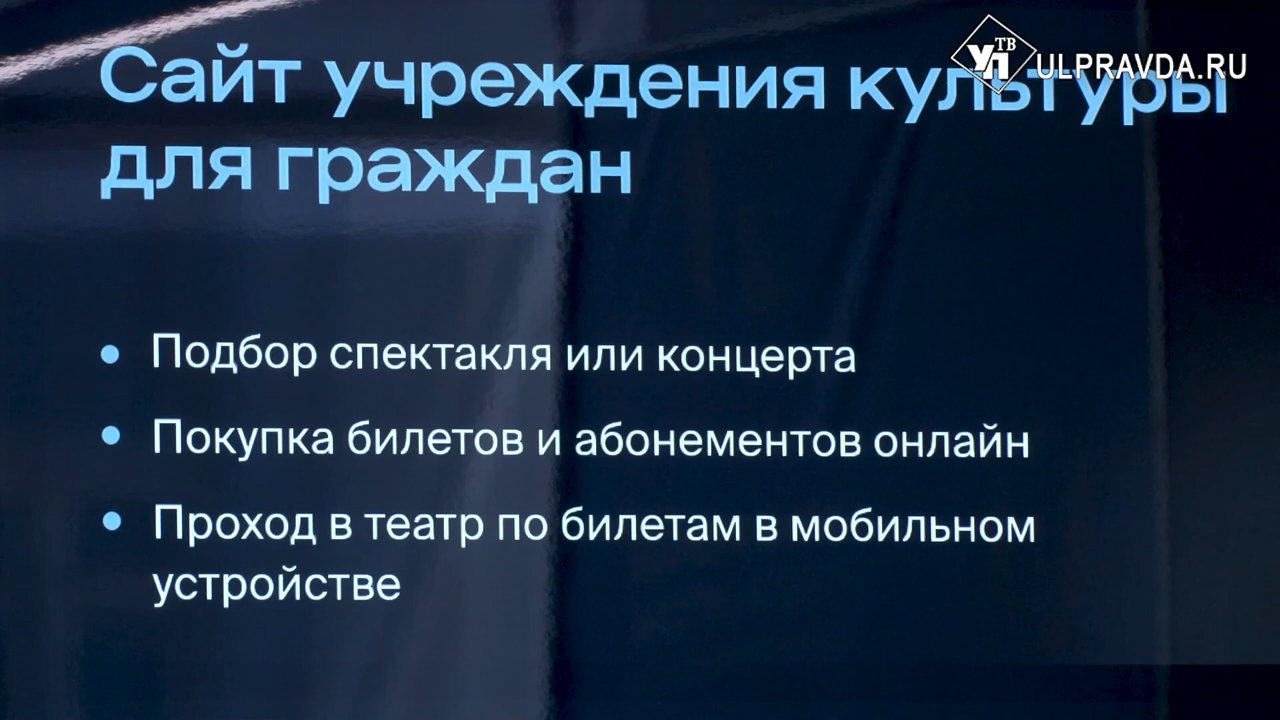 УП ТВ ULPRAVDA.RU
Сайт учреждения культуры
для граждан
Подбор спектакля или концерта
Покупка билетов и абонементов онлайн
Проход в театр по билетам в мобильном
устройстве